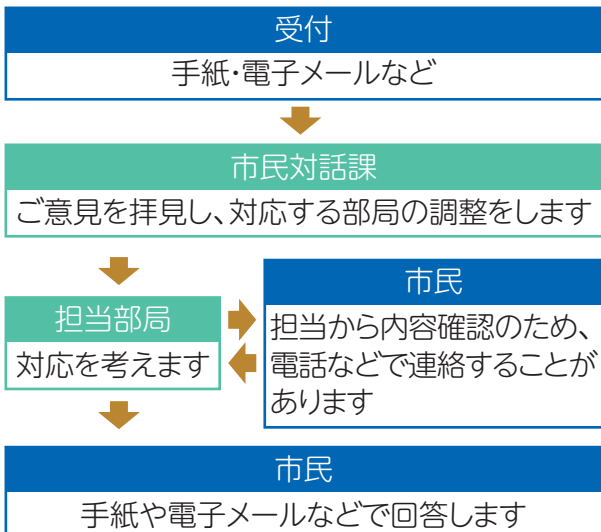 受付
手紙・電子メールなど
市民対話課
ご意見を拝見し、対応する部局の調整をします
担当部局
対応を考えます
市民
担当から内容確認のため、
電話などで連絡することが
あります
市民
手紙や電子メールなどで回答します